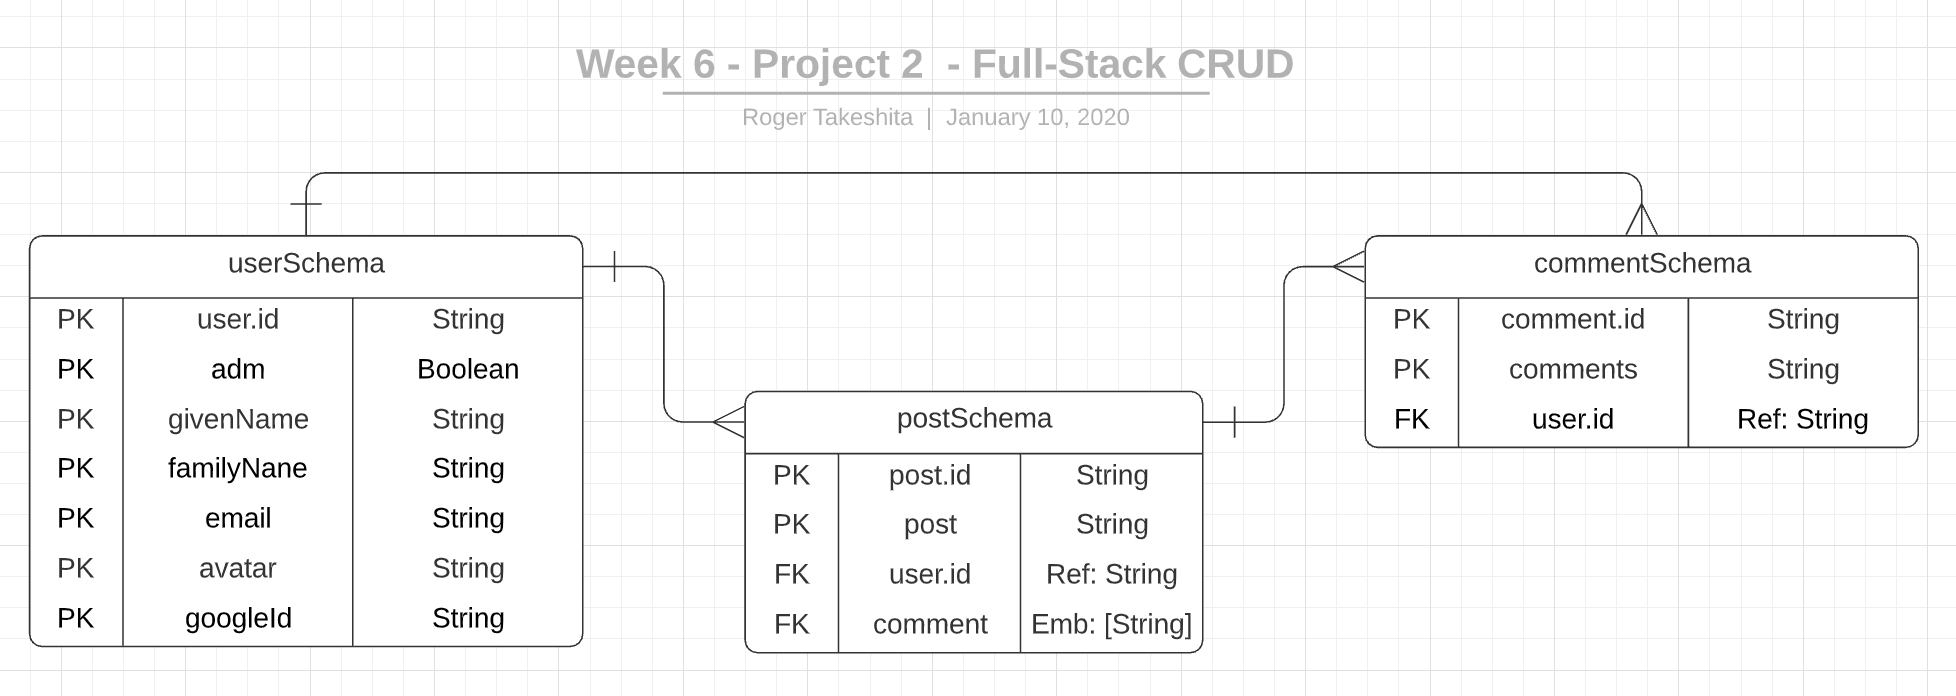 Week 6 - Project 2  - Full-Stack CRUD
Roger Takeshita  |  January 10, 2020
userSchema
PK user.id String
PK adm Boolean
PK givenName String
PK familyNane String
PK email String
PK avatar String
PK googleId String
postSchema
PK post.id String
PK post String
FK user.id Ref: String
FK comment Emb: [String]
commentSchema
PK comment.id String
PK comments String
FK user.id Ref: String